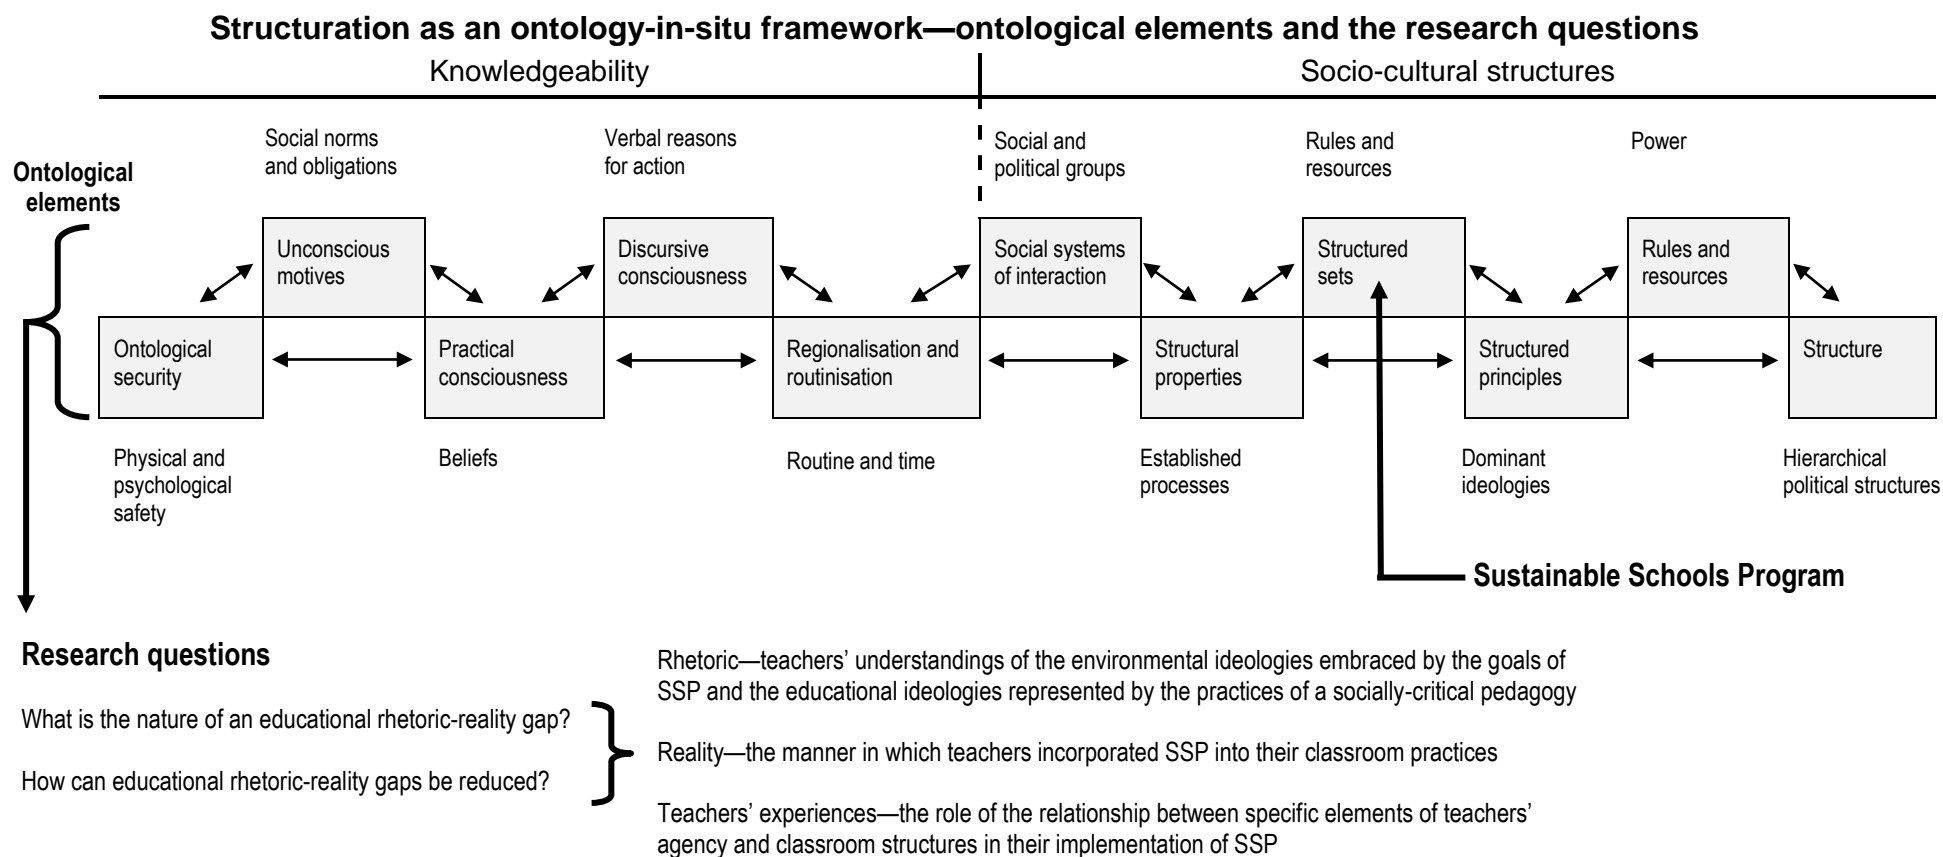 Structuration as an ontology-in-situ framework—ontological elements and the research questions
Knowledgeability
Socio-cultural structures
Social norms
and obligations
Verbal reasons
for action
Social and
political groups
Rules and
resources
Power
Ontological
elements
Unconscious
motives
Discursive
consciousness
Social systems
of interaction
Structured
sets
Rules and
resources
Ontological
security
Practical
consciousness
Regionalisation and
routinisation
Structural
properties
Structured
principles
Structure
Physical and
psychological
safety
Beliefs
Routine and time
Established
processes
Dominant
ideologies
Hierarchical
political structures
Sustainable Schools Program
Research questions
What is the nature of an educational rhetoric-reality gap?
How can educational rhetoric-reality gaps be reduced?
Rhetoric—teachers’ understandings of the environmental ideologies embraced by the goals of
SSP and the educational ideologies represented by the practices of a socially-critical pedagogy
Reality—the manner in which teachers incorporated SSP into their classroom practices
Teachers’ experiences—the role of the relationship between specific elements of teachers’
agency and classroom structures in their implementation of SSP